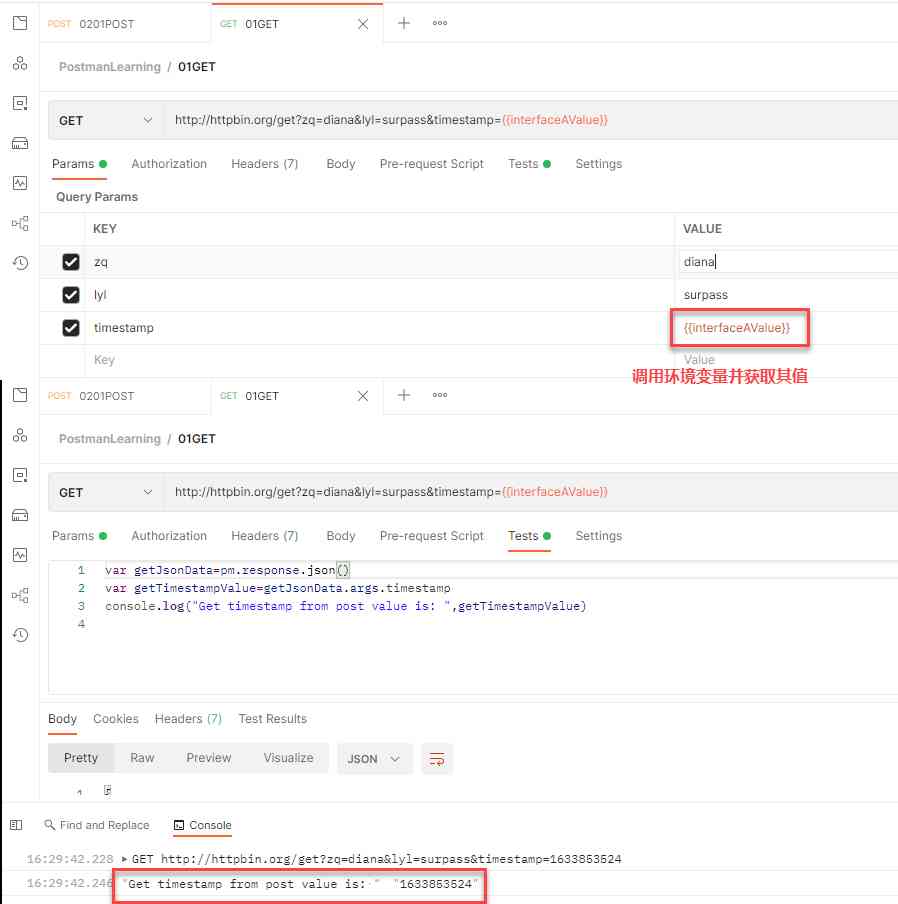 POST 0201POST GET 01GET
PostmanLearning / 01GET
GET http://httpbin.org/get?zq=diana&lyl=surpass&timestamp={{interfaceAValue}}
Params Authorization Headers (7) Body Pre-request Script Tests Settings
Query Params
KEY VALUE
zq diana
lyl surpass
timestamp {{interfaceAValue}}
Key Value
调用环境变量并获取其值
POST 0201POST GET 01GET
PostmanLearning / 01GET
GET http://httpbin.org/get?zq=diana&lyl=surpass&timestamp={{interfaceAValue}}
Params Authorization Headers (7) Body Pre-request Script Tests Settings
1 var getJsonData=pm.response.json()
2 var getTimestampValue=getJsonData.args.timestamp
3 console.log("Get timestamp from post value is: ",getTimestampValue)
4
Body Cookies Headers (7) Test Results
Pretty Raw Preview Visualize JSON
Find and Replace Console
16:29:42.228 GET http://httpbin.org/get?zq=diana&lyl=surpass&timestamp=1633853524
16:29:42.246 "Get timestamp from post value is: " "1633853524"